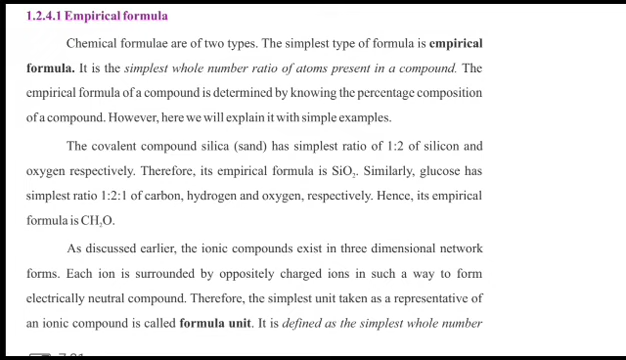 1.2.4.1 Empirical formula
Chemical formulae are of two types. The simplest type of formula is empirical
formula. It is the simplest whole number ratio of atoms present in a compound. The
empirical formula of a compound is determined by knowing the percentage composition
of a compound. However, here we will explain it with simple examples.
The covalent compound silica (sand) has simplest ratio of 1:2 of silicon and
oxygen respectively. Therefore, its empirical formula is SiO₂. Similarly, glucose has
simplest ratio 1:2:1 of carbon, hydrogen and oxygen, respectively. Hence, its empirical
formula is CH₂O.
As discussed earlier, the ionic compounds exist in three dimensional network
forms. Each ion is surrounded by oppositely charged ions in such a way to form
electrically neutral compound. Therefore, the simplest unit taken as a representative of
an ionic compound is called formula unit. It is defined as the simplest whole number